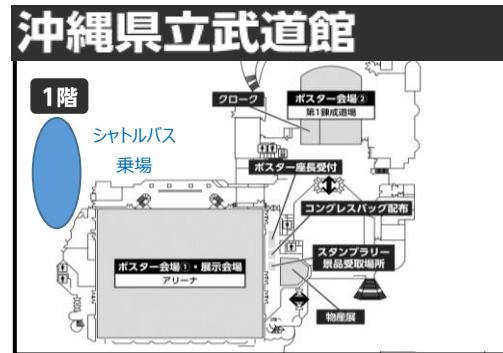 沖縄県立武道館
1階
シャトルバス
乗場
クローク
ポスター会場②
第1錬成道場
ポスター座長受付
コングレスバッグ配布
スタンプラリー
景品受取場所
ポスター会場①・展示会場
アリーナ
物産展